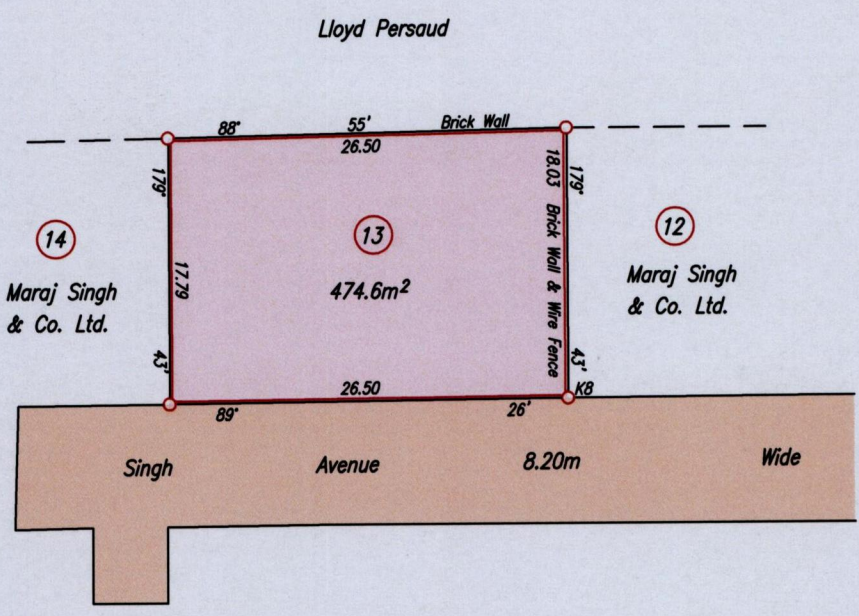 Lloyd Persaud
88° 55' Brick Wall
26.50
179°
43'
17.79
18.03 Brick Wall & Wire Fence
179°
43'
14
Maraj Singh
& Co. Ltd.
13
474.6m²
12
Maraj Singh
& Co. Ltd.
26.50
K8
89° 26'
Singh Avenue 8.20m Wide